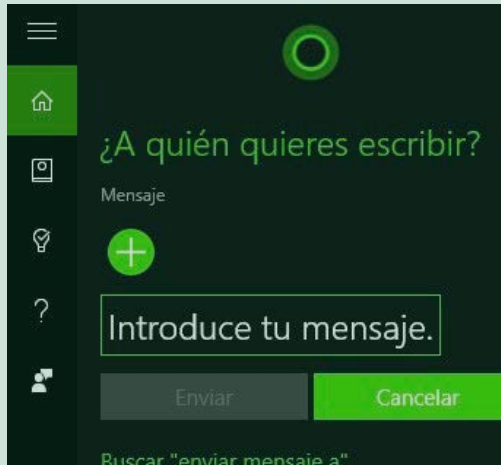 ¿A quién quieres escribir?
Mensaje
Introduce tu mensaje.
Enviar Cancelar
Buscar "enviar mensaje a"